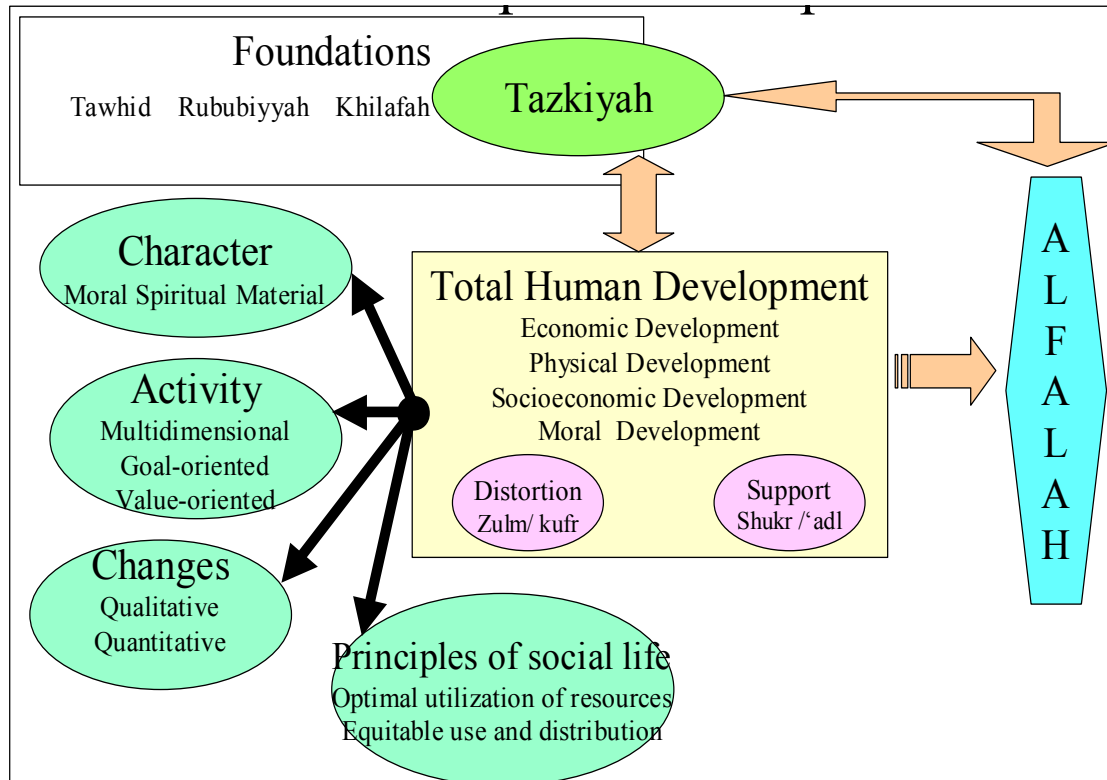 Foundations
Tawhid Rububiyyah Khilafah
Tazkiyah
Character
Moral Spiritual Material
Activity
Multidimensional
Goal-oriented
Value-oriented
Changes
Qualitative
Quantitative
Principles of social life
Optimal utilization of resources
Equitable use and distribution
Total Human Development
Economic Development
Physical Development
Socioeconomic Development
Moral Development
Distortion
Zulm/ kufr
Support
Shukr /‘adl
A
L
F
A
L
A
H